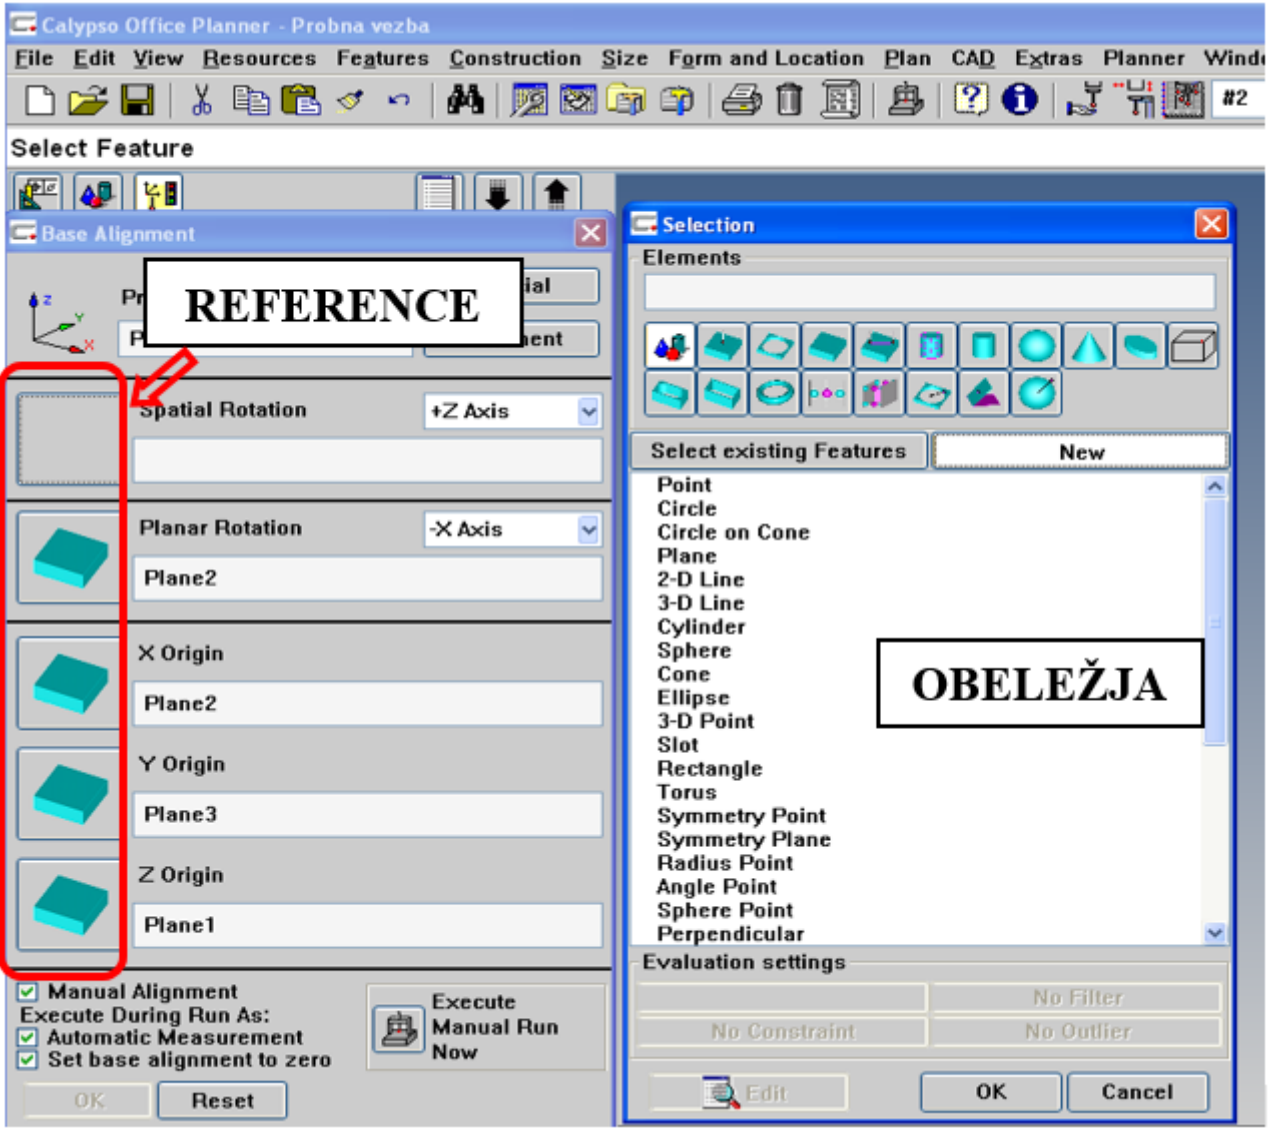 Calypso Office Planner - Probna vezba
File Edit View Resources Features Construction Size Form and Location Plan CAD Extras Planner
#2
Select Feature
Base Alignment
REFERENCE
Spatial Rotation +Z Axis
Planar Rotation -X Axis
Plane2
X Origin
Plane2
Y Origin
Plane3
Z Origin
Plane1
Manual Alignment
Execute During Run As:
Automatic Measurement
Set base alignment to zero
Execute
Manual Run
Now
OK Reset
Selection
Elements
Select existing Features New
Point
Circle
Circle on Cone
Plane
2-D Line
3-D Line
Cylinder
Sphere
Cone
Ellipse
3-D Point
Slot
Rectangle
Torus
Symmetry Point
Symmetry Plane
Radius Point
Angle Point
Sphere Point
Perpendicular
OBELEŽJA
Evaluation settings
No Filter
No Constraint No Outlier
Edit OK Cancel